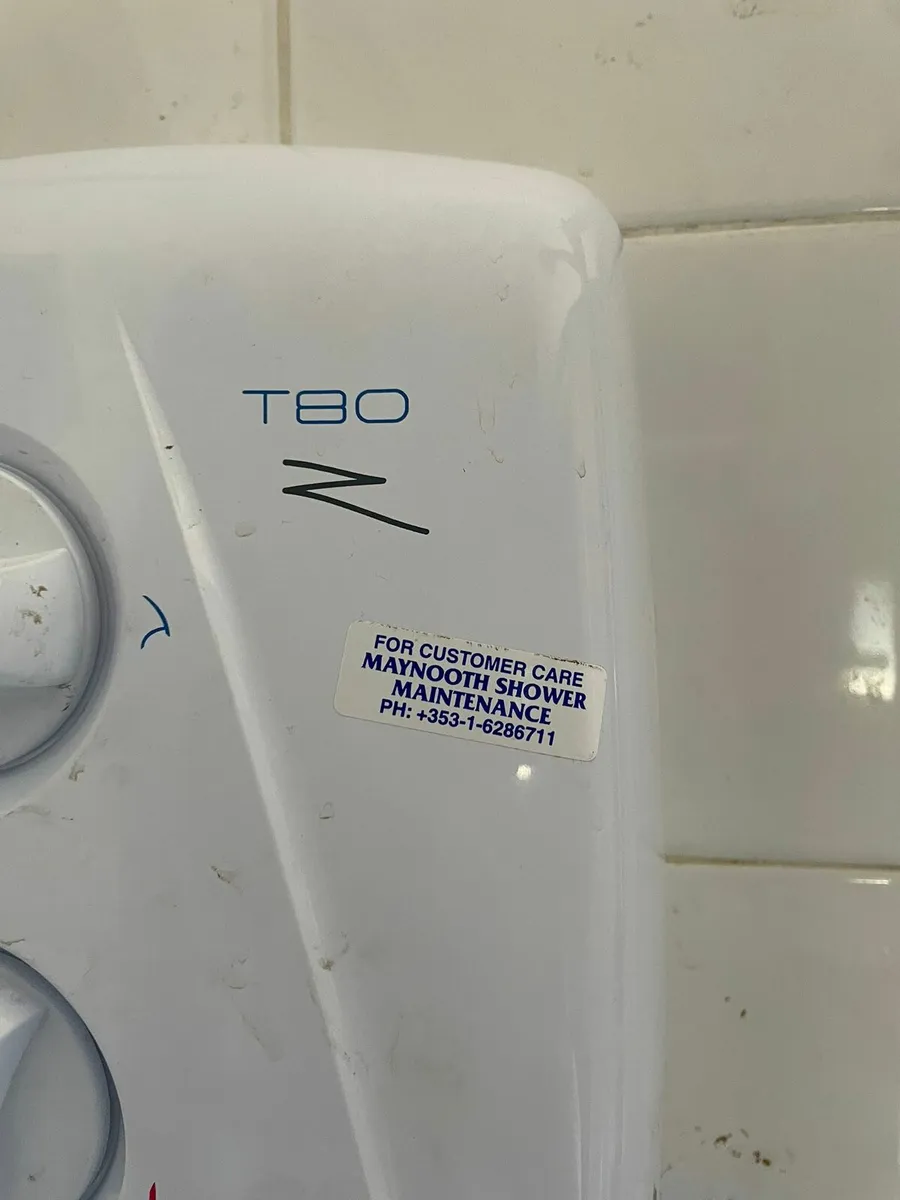 T80
Z
FOR CUSTOMER CARE
MAYNOOTH SHOWER
MAINTENANCE
PH: +353-1-6286711